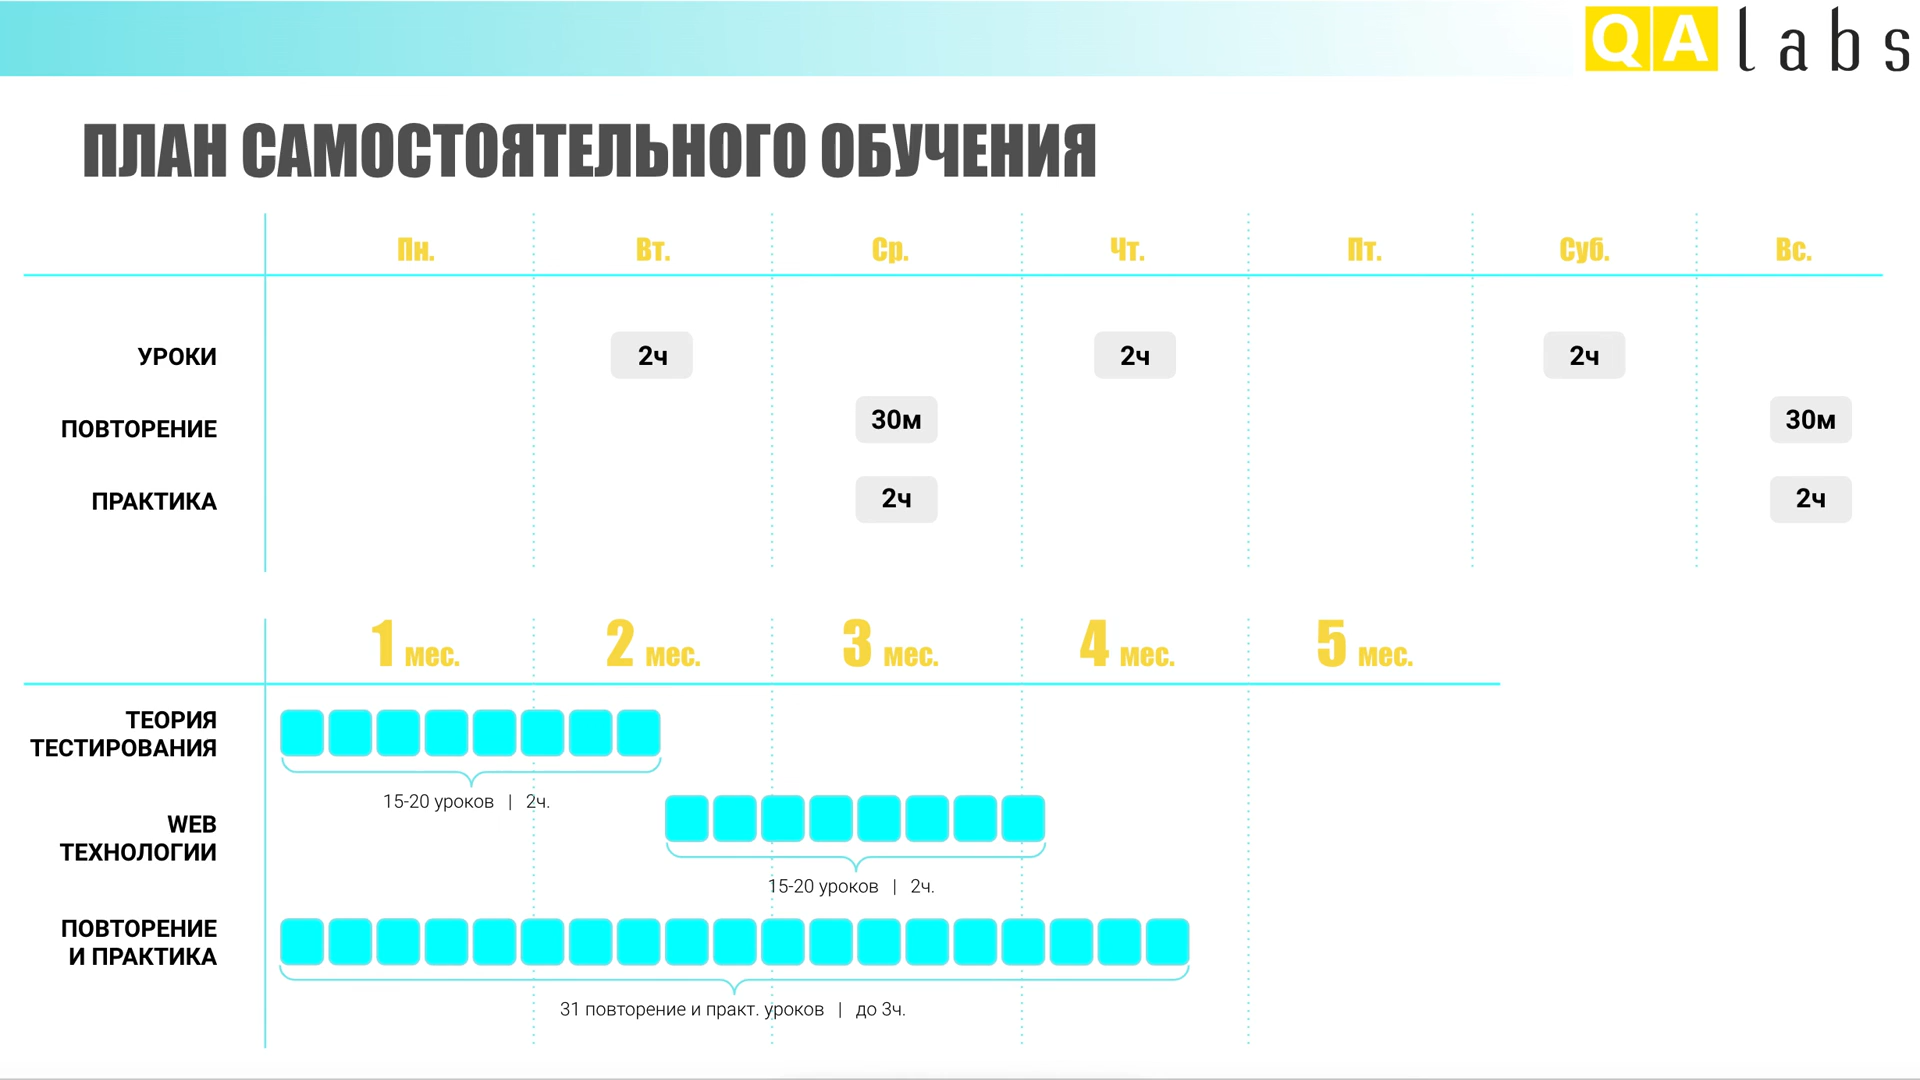 QA labs
ПЛАН САМОСТОЯТЕЛЬНОГО ОБУЧЕНИЯ
Пн. Вт. Ср. Чт. Пт. Суб. Вс.
УРОКИ 2ч 2ч 2ч
ПОВТОРЕНИЕ 30м 30м
ПРАКТИКА 2ч 2ч
1 мес. 2 мес. 3 мес. 4 мес. 5 мес.
ТЕОРИЯ
ТЕСТИРОВАНИЯ
15-20 уроков | 2ч.
WEB
ТЕХНОЛОГИИ
15-20 уроков | 2ч.
ПОВТОРЕНИЕ
И ПРАКТИКА
31 повторение и практ. уроков | до 3ч.